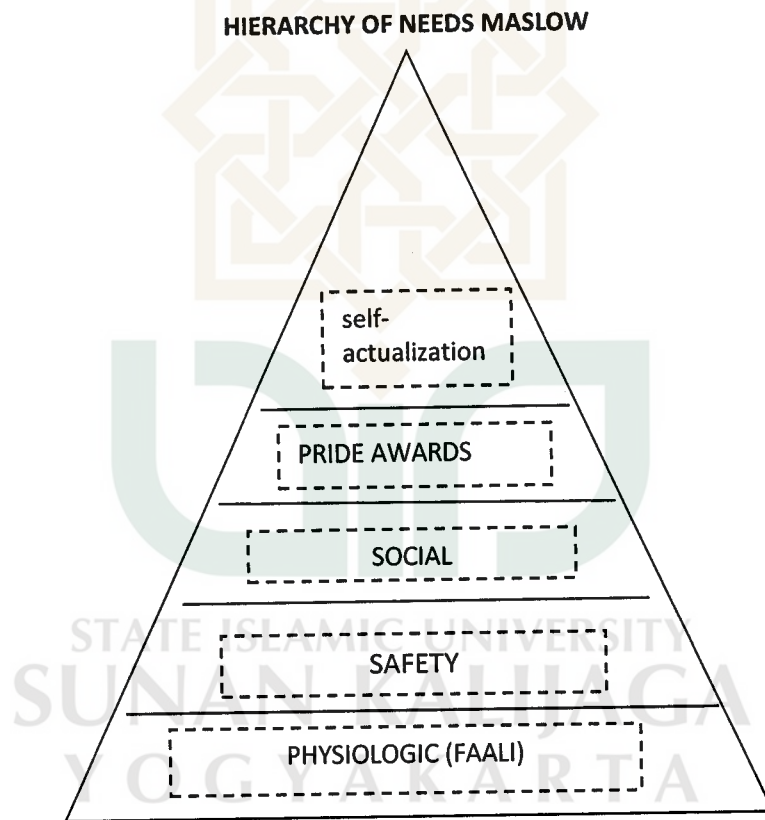 HIERARCHY OF NEEDS MASLOW
self-
actualization
PRIDE AWARDS
SOCIAL
SAFETY
PHYSIOLOGIC (FAALI)
STATE ISLAMIC UNIVERSITY
SUNAN KALIJAGA
YOGYAKARTA